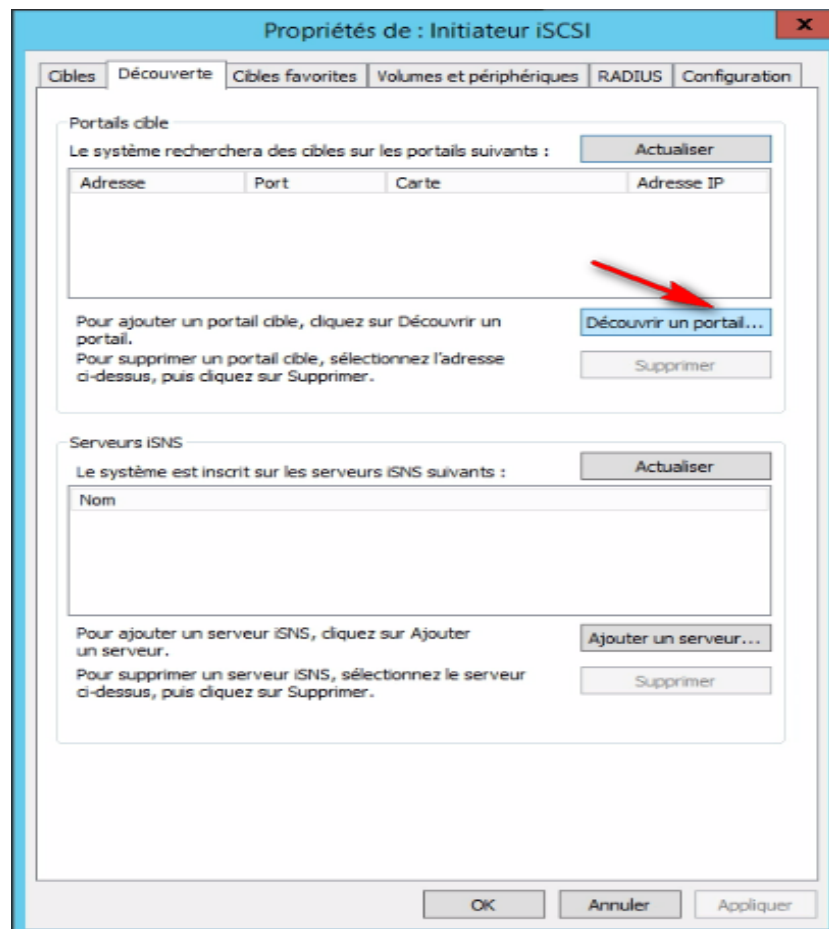 Propriétés de : Initiateur iSCSI
Cibles Découverte Cibles favorites Volumes et périphériques RADIUS Configuration
Portails cible
Le système recherchera des cibles sur les portails suivants : Actualiser
Adresse Port Carte Adresse IP
Pour ajouter un portail cible, cliquez sur Découvrir un
portail.
Découvrir un portail...
Pour supprimer un portail cible, sélectionnez l'adresse
ci-dessus, puis cliquez sur Supprimer.
Supprimer
Serveurs iSNS
Le système est inscrit sur les serveurs iSNS suivants : Actualiser
Nom
Pour ajouter un serveur iSNS, cliquez sur Ajouter
un serveur.
Ajouter un serveur...
Pour supprimer un serveur iSNS, sélectionnez le serveur
ci-dessus, puis cliquez sur Supprimer.
Supprimer
OK Annuler Appliquer